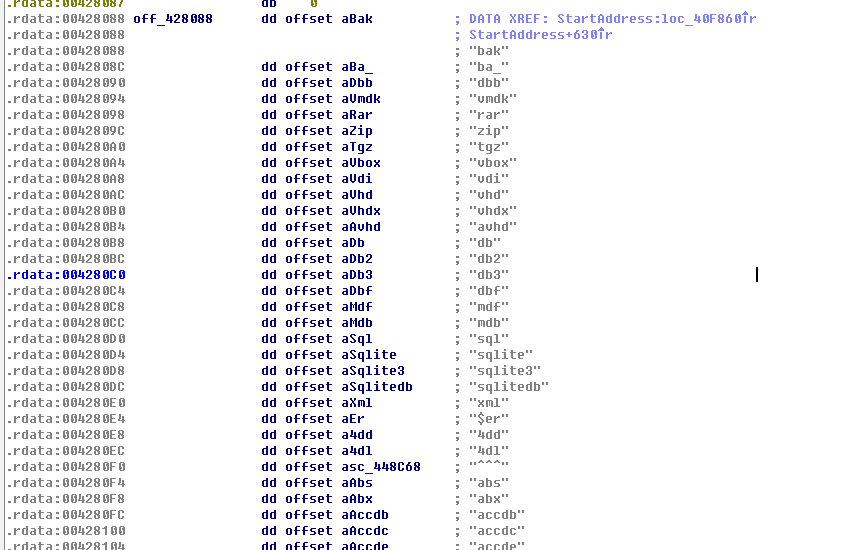 .rdata:00428087 db 0
.rdata:00428088 off_428088 dd offset aBak ; DATA XREF: StartAddress:loc_40F860↑r
.rdata:00428088 ; StartAddress+630↑r
.rdata:00428088 ; "bak"
.rdata:0042808C dd offset aBa_ ; "ba_"
.rdata:00428090 dd offset aDbb ; "dbb"
.rdata:00428094 dd offset aVmdk ; "vmdk"
.rdata:00428098 dd offset aRar ; "rar"
.rdata:0042809C dd offset aZip ; "zip"
.rdata:004280A0 dd offset aTgz ; "tgz"
.rdata:004280A4 dd offset aVbox ; "vbox"
.rdata:004280A8 dd offset aVdi ; "vdi"
.rdata:004280AC dd offset aVhd ; "vhd"
.rdata:004280B0 dd offset aVhdx ; "vhdx"
.rdata:004280B4 dd offset aAvhd ; "avhd"
.rdata:004280B8 dd offset aDb ; "db"
.rdata:004280BC dd offset aDb2 ; "db2"
.rdata:004280C0 dd offset aDb3 ; "db3"
.rdata:004280C4 dd offset aDbf ; "dbf"
.rdata:004280C8 dd offset aMdf ; "mdf"
.rdata:004280CC dd offset aMdb ; "mdb"
.rdata:004280D0 dd offset aSql ; "sql"
.rdata:004280D4 dd offset aSqlite ; "sqlite"
.rdata:004280D8 dd offset aSqlite3 ; "sqlite3"
.rdata:004280DC dd offset aSqlitedb ; "sqlitedb"
.rdata:004280E0 dd offset aXml ; "xml"
.rdata:004280E4 dd offset aEr ; "$er"
.rdata:004280E8 dd offset a4dd ; "4dd"
.rdata:004280EC dd offset a4dl ; "4dl"
.rdata:004280F0 dd offset asc_448C68 ; "^^^"
.rdata:004280F4 dd offset aAbs ; "abs"
.rdata:004280F8 dd offset aAbx ; "abx"
.rdata:004280FC dd offset aAccdb ; "accdb"
.rdata:00428100 dd offset aAccdc ; "accdc"
.rdata:00428104 dd offset aAccde ; "accde"